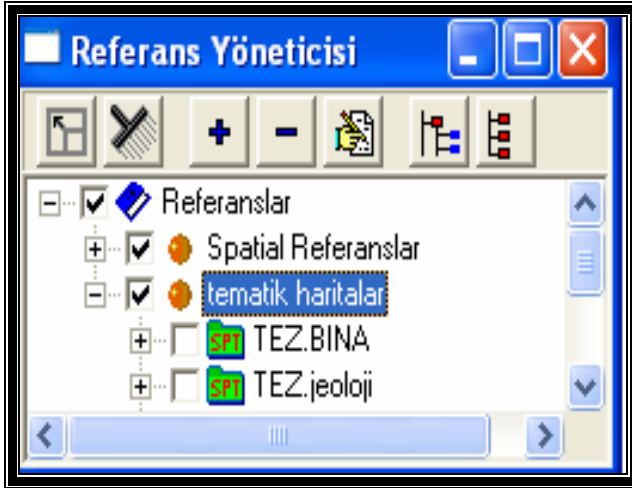 Referans Yöneticisi
Referanslar
Spatial Referanslar
tematik haritalar
SPT TEZ.BINA
SPT TEZ.jeoloji